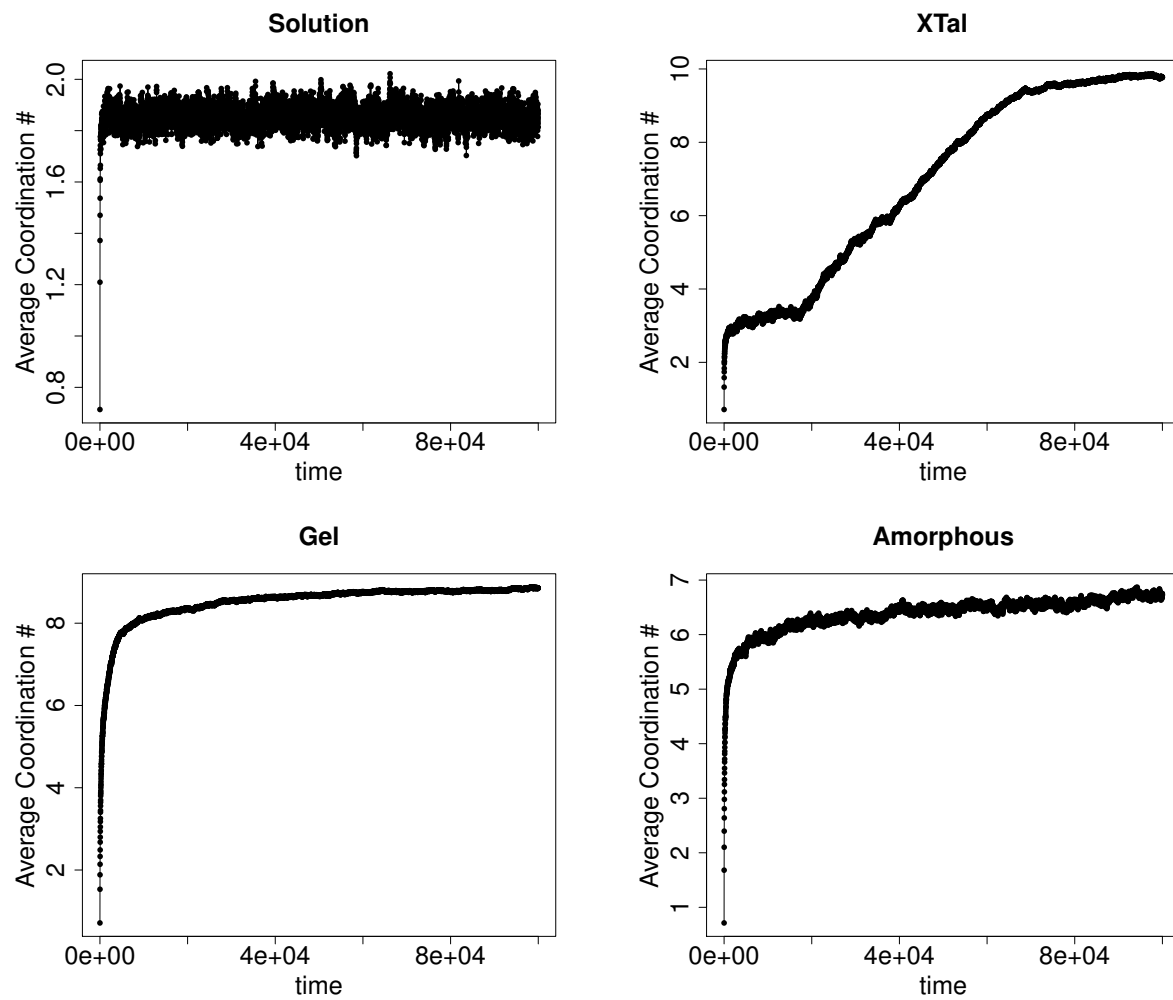 Solution
Average Coordination #
0.8 1.2 1.6 2.0
0e+00 4e+04 8e+04
time
XTal
Average Coordination #
2 4 6 8 10
0e+00 4e+04 8e+04
time
Gel
Average Coordination #
2 4 6 8
0e+00 4e+04 8e+04
time
Amorphous
Average Coordination #
1 2 3 4 5 6 7
0e+00 4e+04 8e+04
time